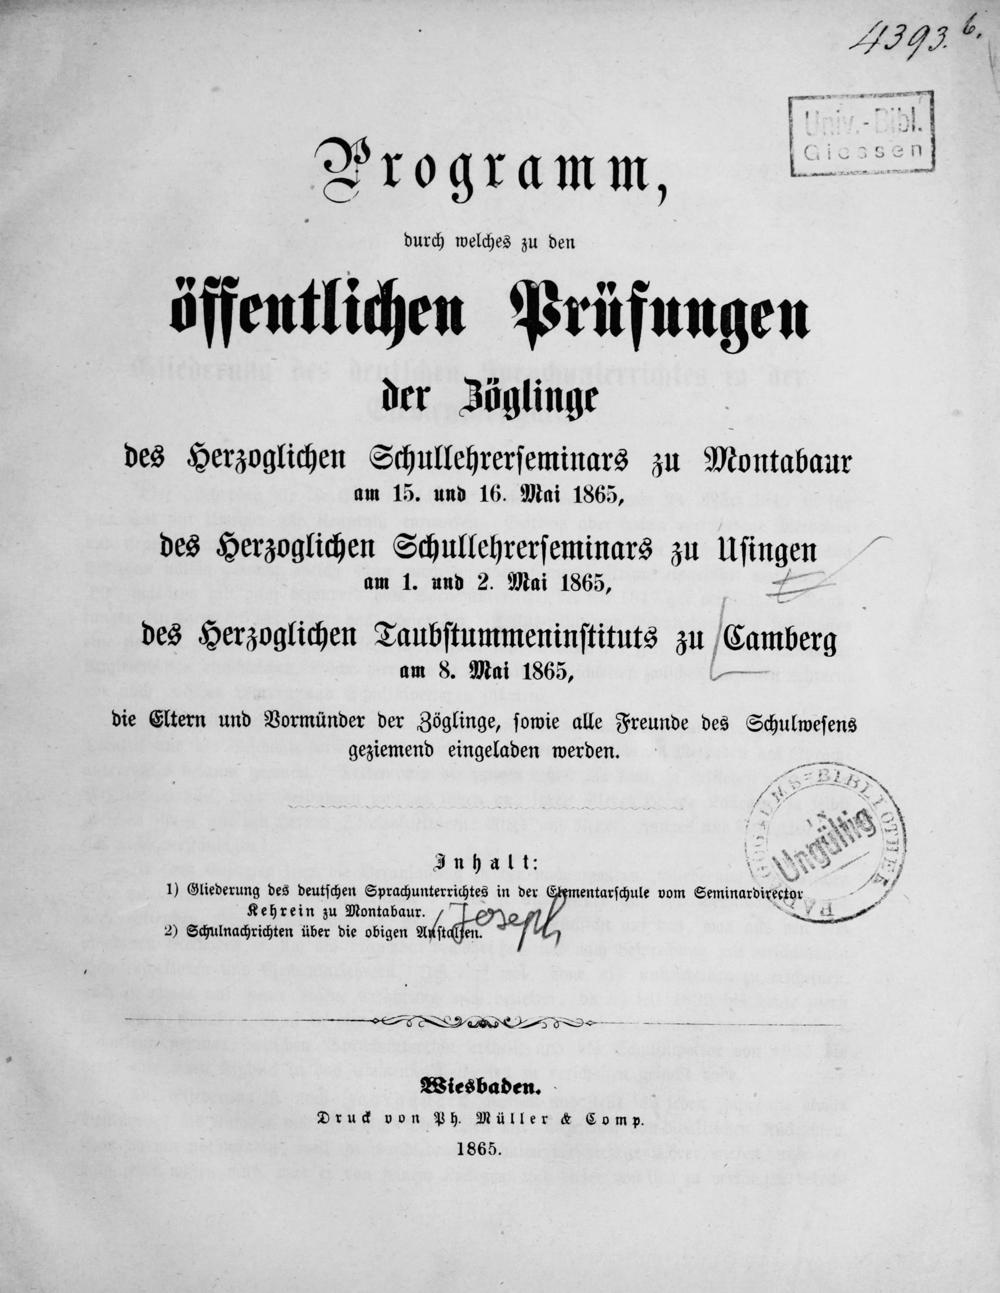 4393. 6.
Univ.-Bibl.
Giessen
Programm,
durch welches zu den
öffentlichen Prüfungen
der Zöglinge
des Herzoglichen Schullehrerseminars zu Montabaur
am 15. und 16. Mai 1865,
des Herzoglichen Schullehrerseminars zu Usingen
am 1. und 2. Mai 1865,
des Herzoglichen Taubstummeninstituts zu Camberg
am 8. Mai 1865,
die Eltern und Vormünder der Zöglinge, sowie alle Freunde des Schulwesens
geziemend eingeladen werden.
Ungültig
Inhalt:
1) Gliederung des deutschen Sprachunterrichtes in der Elementarschule vom Seminardirector
Kehrein zu Montabaur.
Joseph
2) Schulnachrichten über die obigen Anstalten.
Wiesbaden.
Druck von Ph. Müller & Comp.
1865.